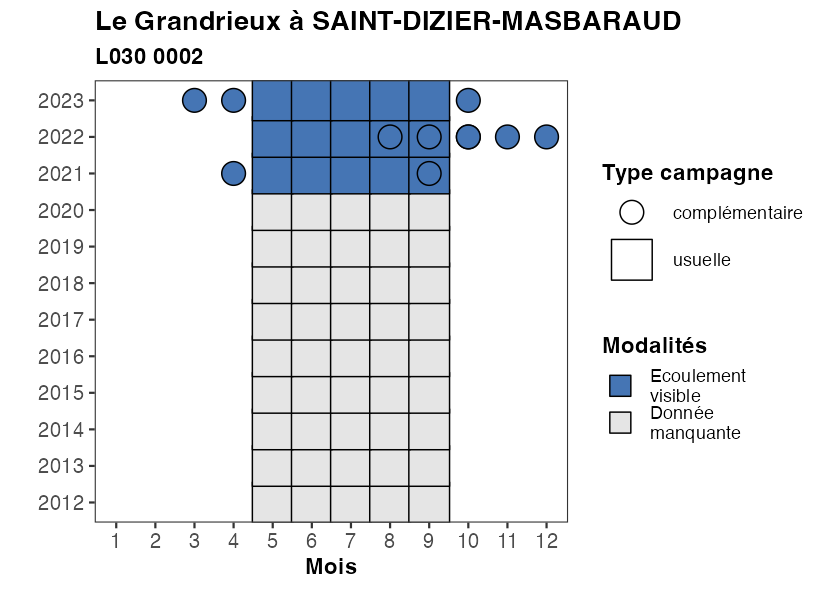 Le Grandrieux à SAINT-DIZIER-MASBARAUD
L030 0002
2023
2022
2021
2020
2019
2018
2017
2016
2015
2014
2013
2012
1 2 3 4 5 6 7 8 9 10 11 12
Mois
Type campagne
complémentaire
usuelle
Modalités
Ecoulement
visible
Donnée
manquante